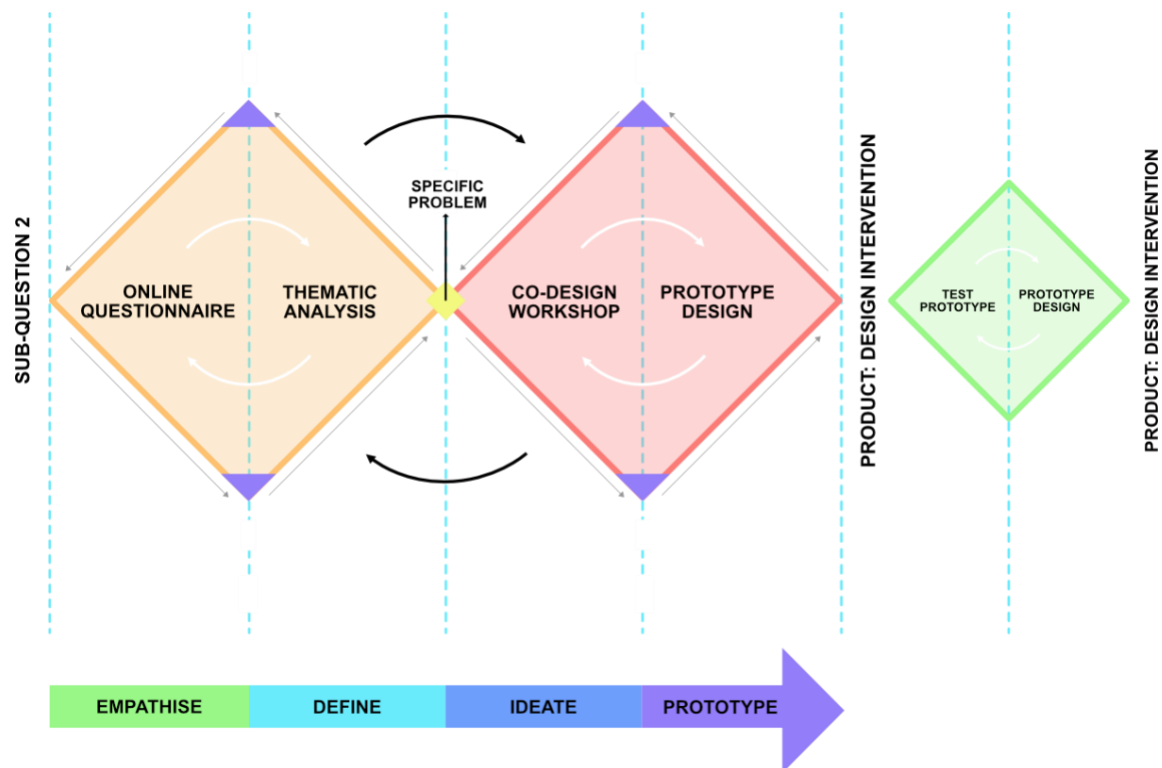 SUB-QUESTION 2
ONLINE
QUESTIONNAIRE
THEMATIC
ANALYSIS
SPECIFIC
PROBLEM
CO-DESIGN
WORKSHOP
PROTOTYPE
DESIGN
PRODUCT: DESIGN INTERVENTION
TEST
PROTOTYPE
PROTOTYPE
DESIGN
PRODUCT: DESIGN INTERVENTION
EMPATHISE
DEFINE
IDEATE
PROTOTYPE